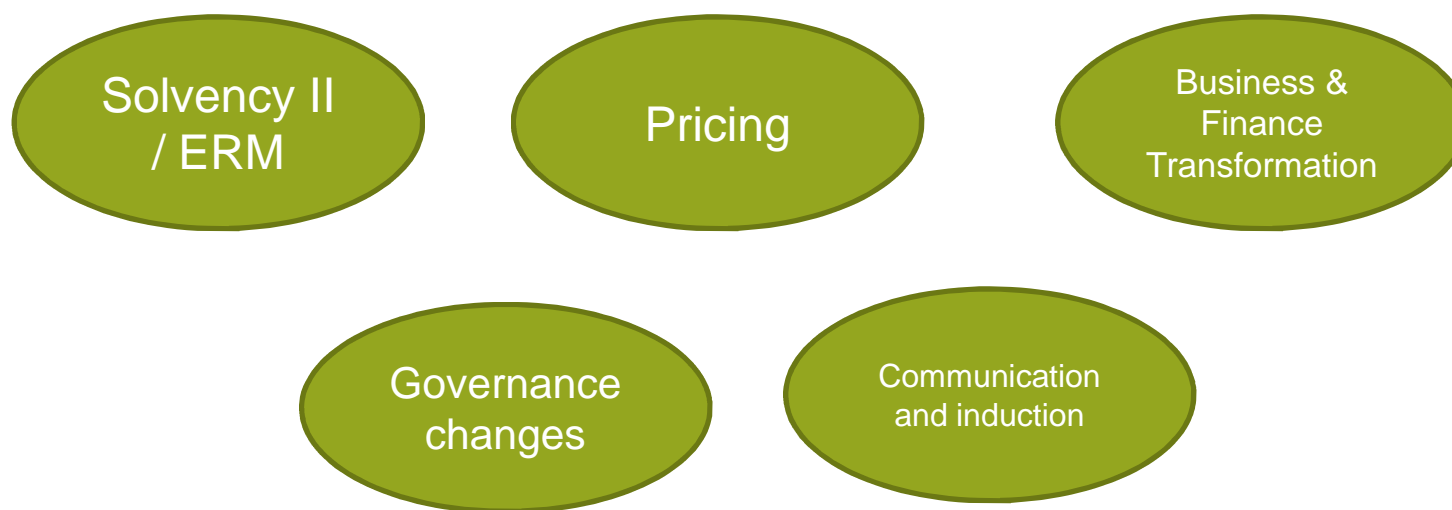 Solvency II
/ ERM
Pricing
Business &
Finance
Transformation
Governance
changes
Communication
and induction